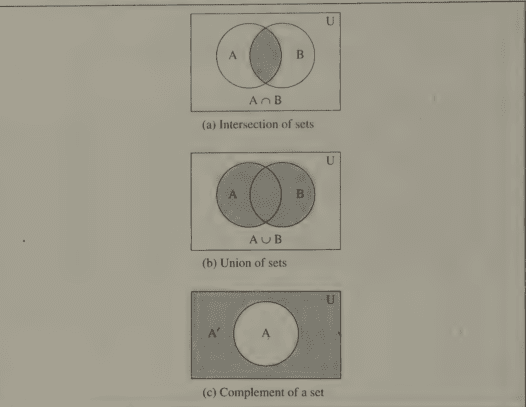 U
A B
A ∩ B
(a) Intersection of sets
U
A B
A ∪ B
(b) Union of sets
U
A′ A
(c) Complement of a set